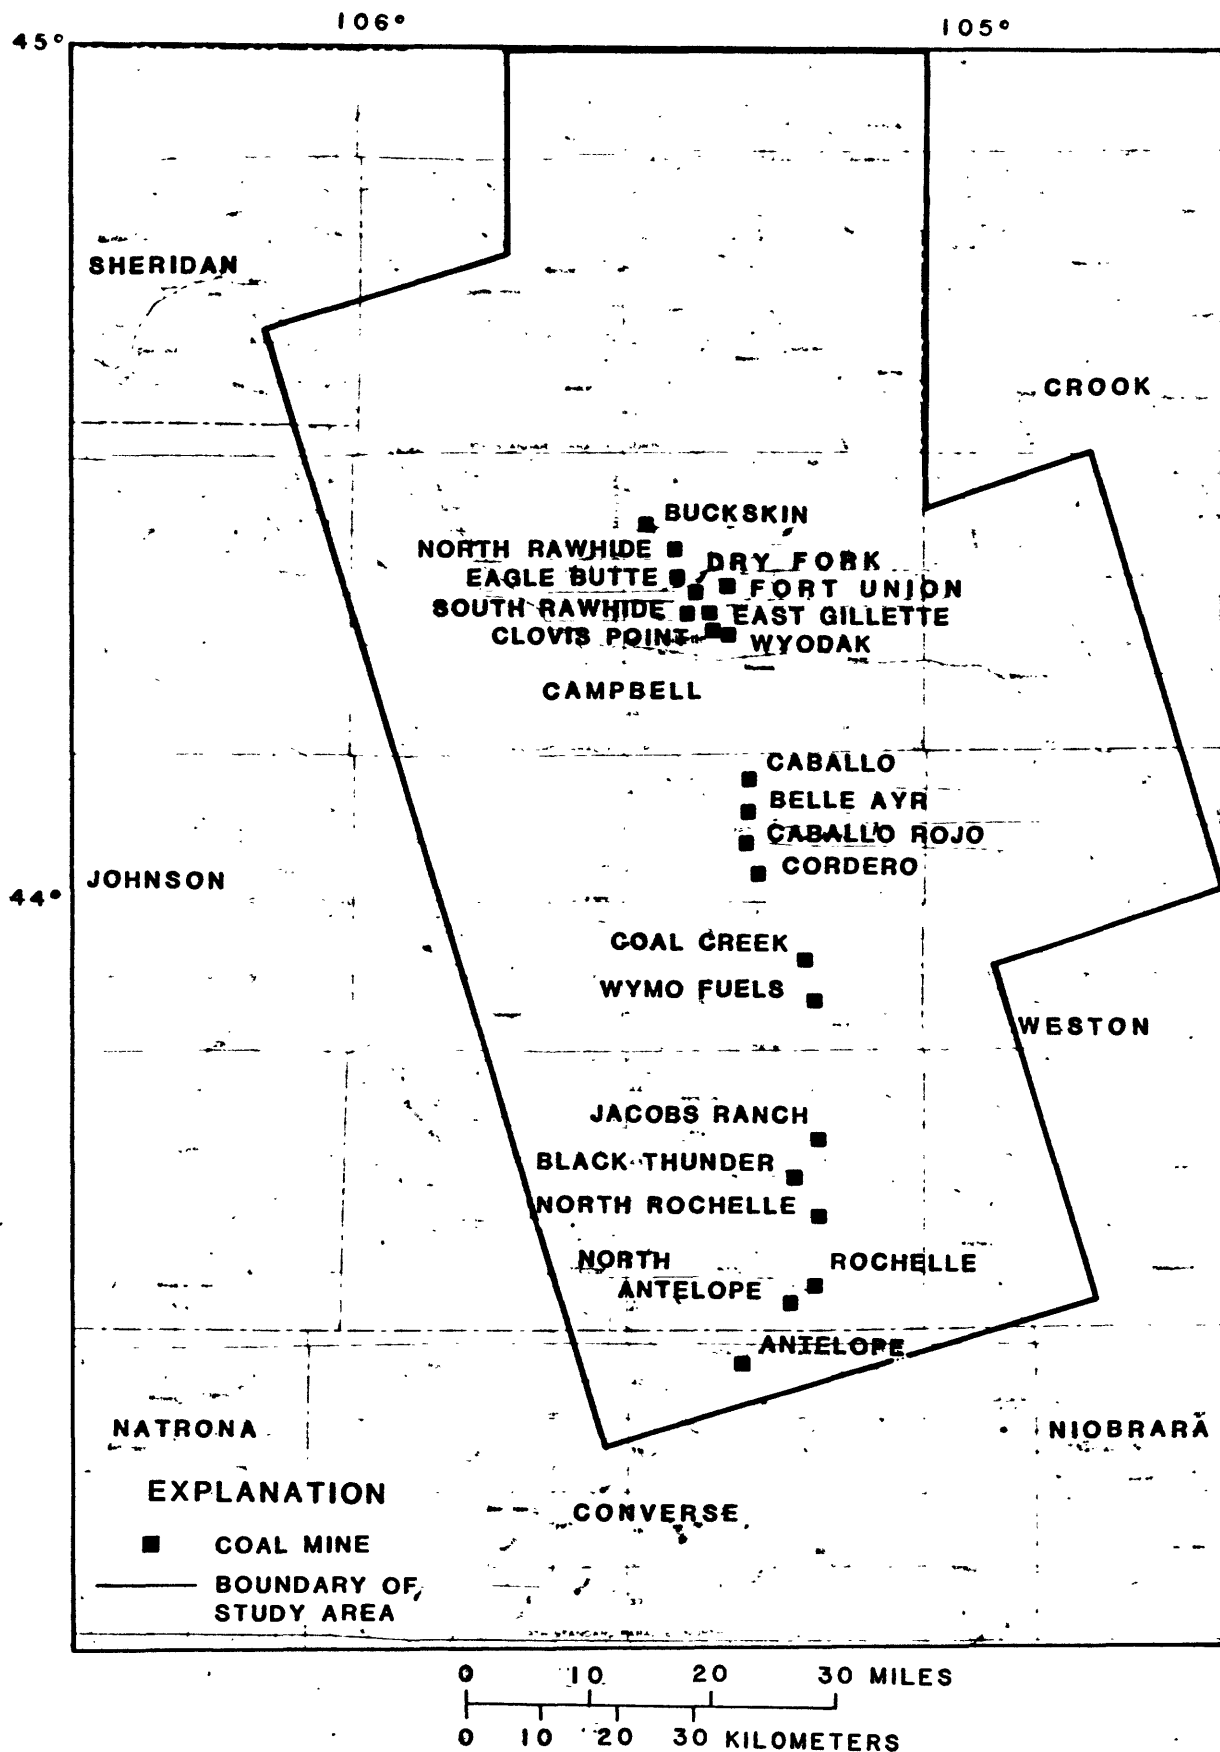 106° 105°
45°
SHERIDAN
CROOK
BUCKSKIN
NORTH RAWHIDE
DRY FORK
EAGLE BUTTE
FORT UNION
SOUTH RAWHIDE
EAST GILLETTE
CLOVIS POINT
WYODAK
CAMPBELL
CABALLO
BELLE AYR
CABALLO ROJO
CORDERO
JOHNSON
44°
COAL CREEK
WYMO FUELS
WESTON
JACOBS RANCH
BLACK THUNDER
NORTH ROCHELLE
NORTH
ANTELOPE
ROCHELLE
ANTELOPE
NATRONA
NIOBRARA
EXPLANATION
COAL MINE
BOUNDARY OF
STUDY AREA
CONVERSE
0 10 20 30 MILES
0 10 20 30 KILOMETERS